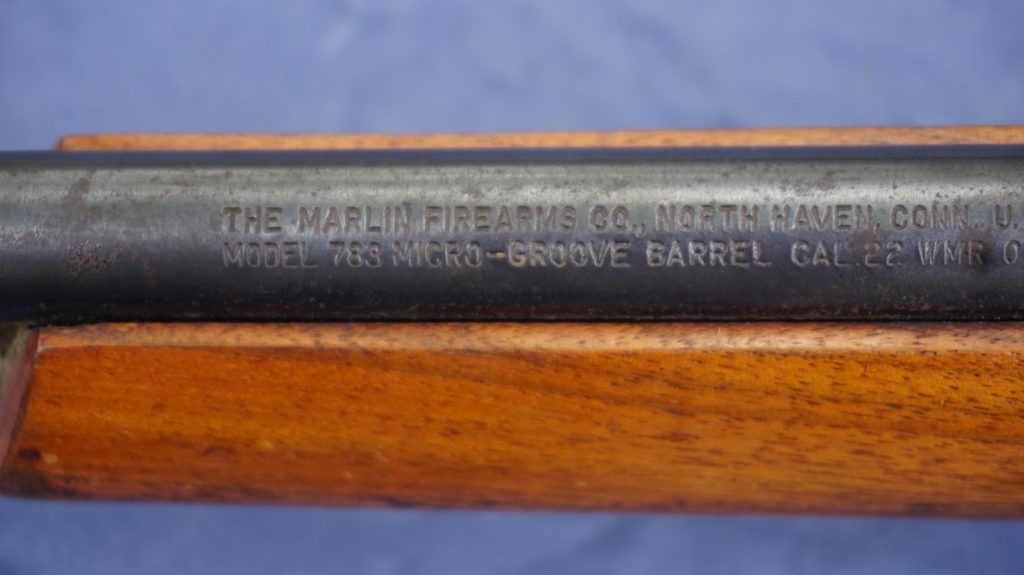 THE MARLIN FIREARMS CO., NORTH HAVEN, CONN. U.
MODEL 783 MICRO-GROOVE BARREL CAL 22 WMR O